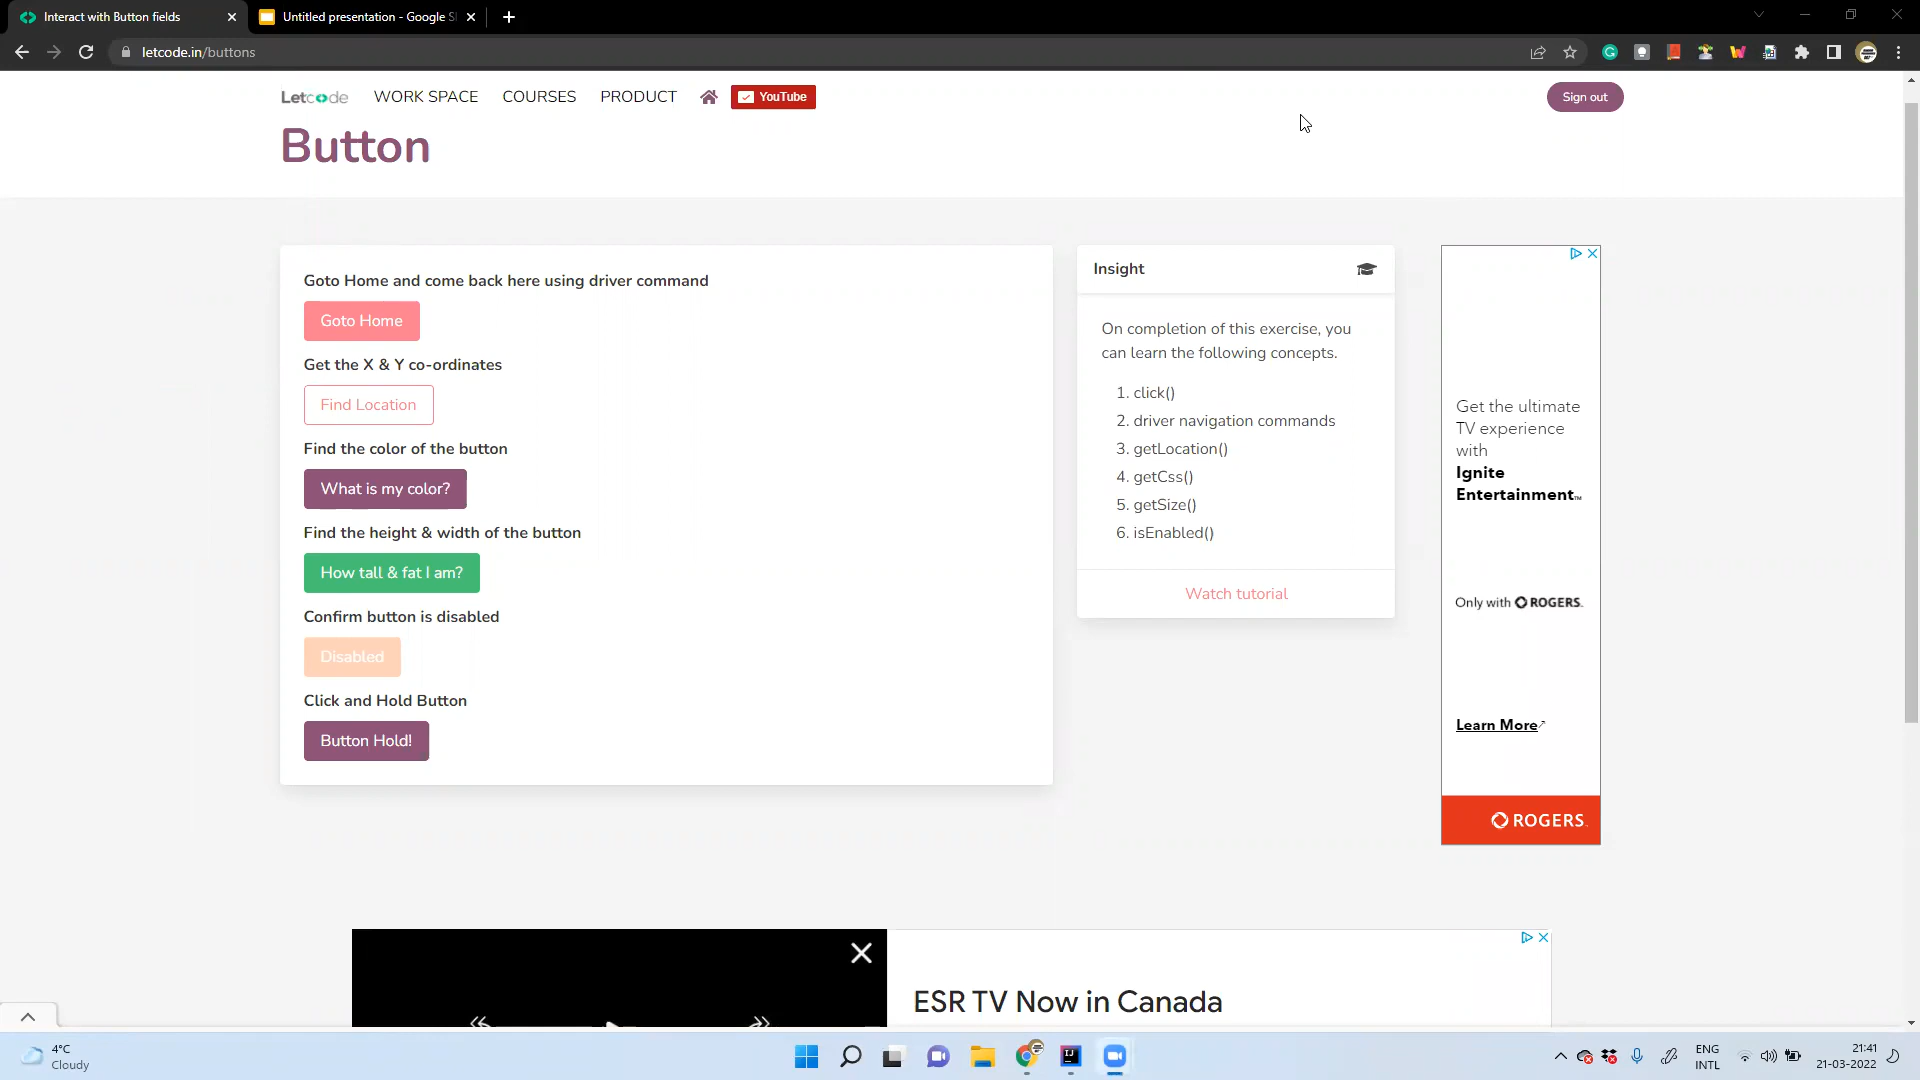 Interact with Button fields
Untitled presentation - Google S
letcode.in/buttons
Letcode
WORK SPACE
COURSES
PRODUCT
YouTube
Sign out
Button
Goto Home and come back here using driver command
Goto Home
Get the X & Y co-ordinates
Find Location
Find the color of the button
What is my color?
Find the height & width of the button
How tall & fat I am?
Confirm button is disabled
Disabled
Click and Hold Button
Button Hold!
Insight
On completion of this exercise, you
can learn the following concepts.
1. click()
2. driver navigation commands
3. getLocation()
4. getCss()
5. getSize()
6. isEnabled()
Watch tutorial
Get the ultimate
TV experience
with
Ignite
Entertainment™
Only with ROGERS.
Learn More
ROGERS.
ESR TV Now in Canada
4°C
Cloudy
ENG
INTL
21:41
21-03-2022